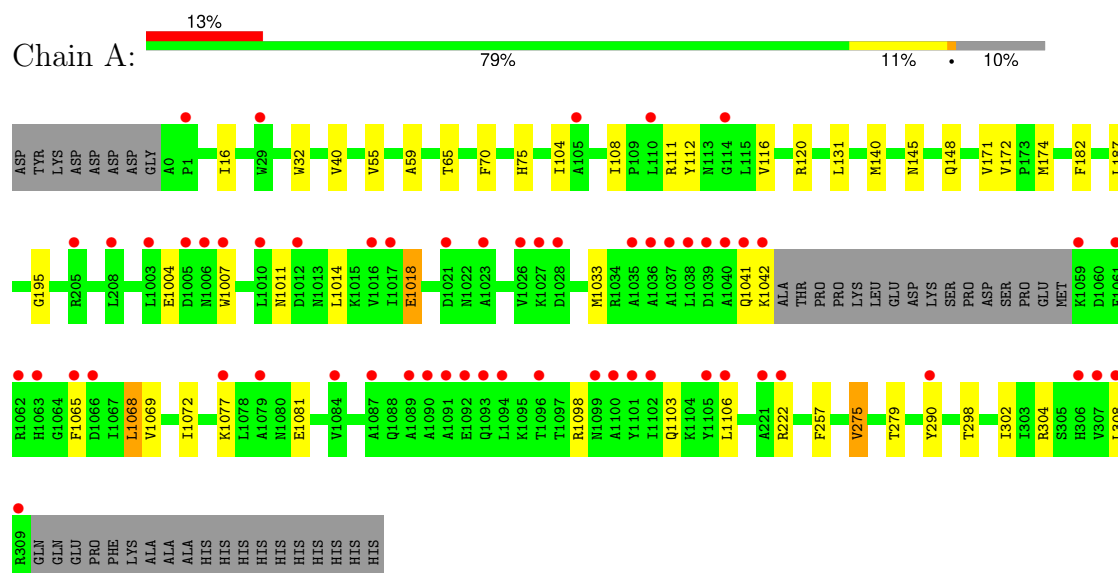 13%
Chain A:
79% 11% • 10%
ASP TYR LYS ASP ASP ASP ASP GLY A0 P1 I16 W29 W32 V40 V55 A59 T65 F70 H75 I104 A105 I108 P109 L110 R111 Y112 N113 G114 L115 V116 R120 L131 M140 N145 Q148 V171 V172 P173 M174 F182 L187
G195 R205 L208 L1003 E1004 D1005 N1006 W1007 L1010 N1011 D1012 N1013 L1014 K1015 V1016 I1017 E1018 D1021 N1022 A1023 V1026 K1027 D1028 M1033 R1034 A1035 A1036 A1037 L1038 D1039 A1040 Q1041 K1042 ALA THR PRO PRO LYS LEU GLU ASP LYS SER PRO ASP SER PRO GLU MET K1059 D1060 F1061
R1062 H1063 G1064 F1065 D1066 I1067 L1068 V1069 I1072 K1077 L1078 A1079 N1080 E1081 V1084 A1087 Q1088 A1089 A1090 A1091 E1092 Q1093 L1094 K1095 T1096 T1097 R1098 N1099 A1100 Y1101 I1102 Q1103 K1104 Y1105 L1106 A221 R222 F257 V275 T279 Y290 T298 I302 I303 R304 S305 H306 V307 L308
R309 GLN GLN GLU PRO PHE LYS ALA ALA ALA HIS HIS HIS HIS HIS HIS HIS HIS HIS HIS